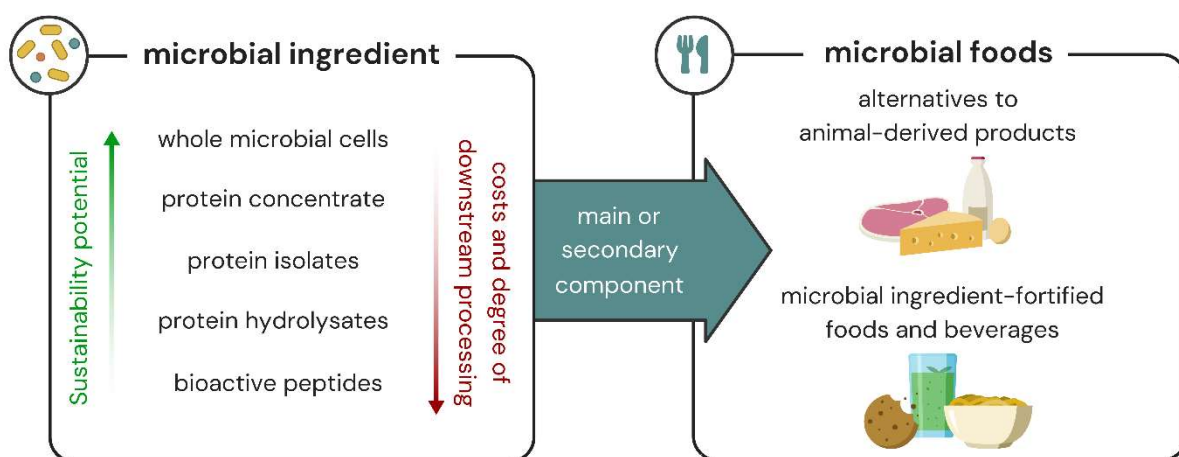 microbial ingredient
Sustainability potential
whole microbial cells
protein concentrate
protein isolates
protein hydrolysates
bioactive peptides
costs and degree of
downstream processing
main or
secondary
component
microbial foods
alternatives to
animal-derived products
microbial ingredient-fortified
foods and beverages